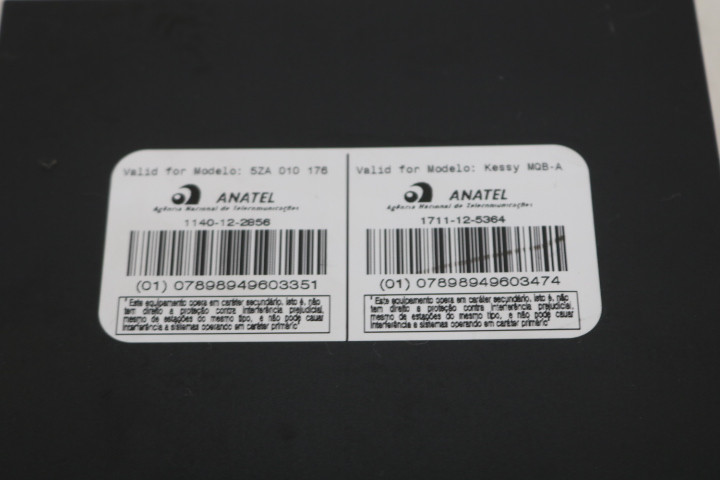 Valid for Modelo: 5ZA 010 176
ANATEL
Agência Nacional de Telecomunicações
1140-12-2856
(01) 07898949603351
"Este equipamento opera em caráter secundário, isto é, não
tem direito a proteção contra interferência prejudicial,
mesmo de estações do mesmo tipo, e não pode causar
interferência a sistemas operando em caráter primário"
Valid for Modelo: Kessy MQB-A
ANATEL
Agência Nacional de Telecomunicações
1711-12-5364
(01) 07898949603474
"Este equipamento opera em caráter secundário, isto é, não
tem direito a proteção contra interferência prejudicial,
mesmo de estações do mesmo tipo, e não pode causar
interferência a sistemas operando em caráter primário"